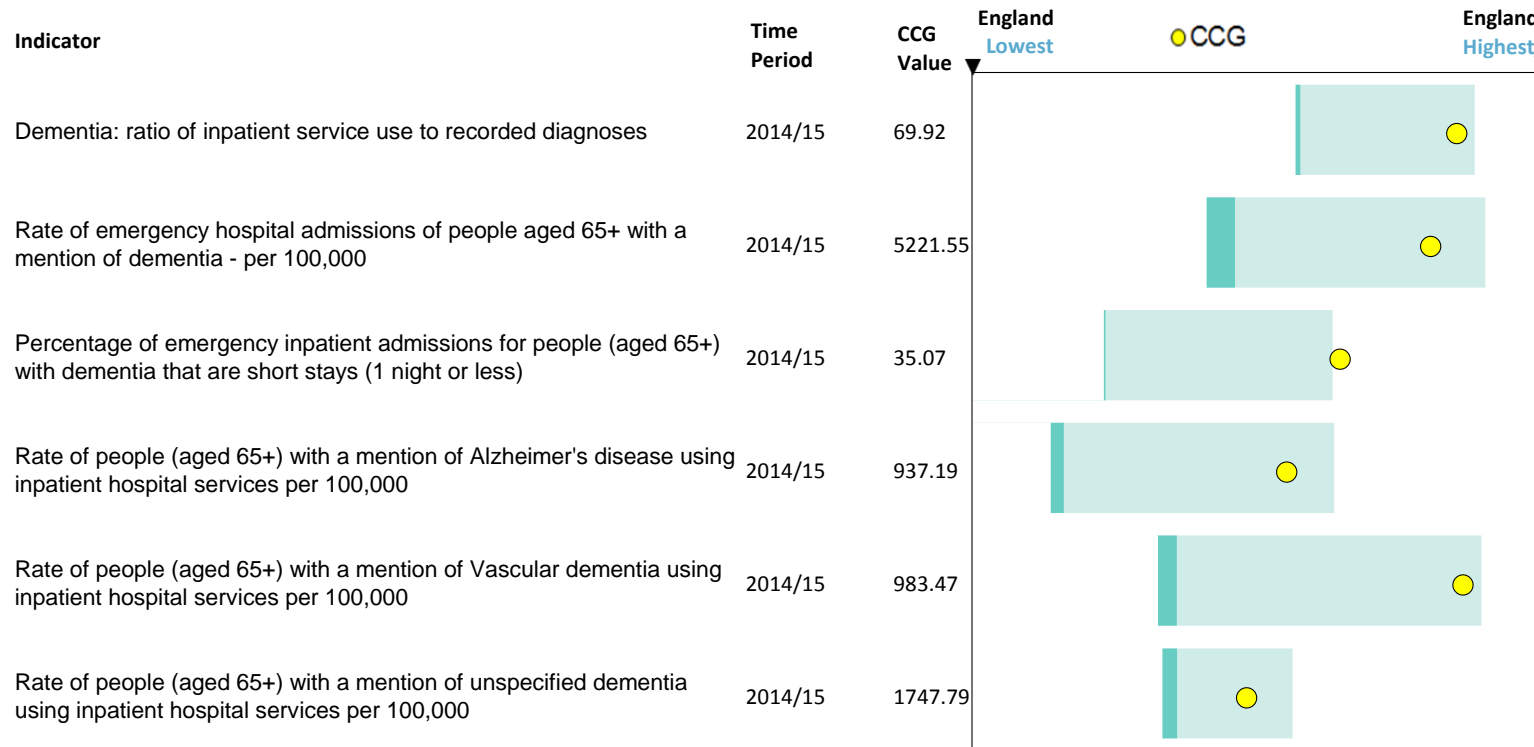 Indicator
Time
Period
CCG
Value
England
Lowest
CCG
England
Highest
Dementia: ratio of inpatient service use to recorded diagnoses
2014/15
69.92
Rate of emergency hospital admissions of people aged 65+ with a
mention of dementia - per 100,000
2014/15
5221.55
Percentage of emergency inpatient admissions for people (aged 65+)
with dementia that are short stays (1 night or less)
2014/15
35.07
Rate of people (aged 65+) with a mention of Alzheimer's disease using
inpatient hospital services per 100,000
2014/15
937.19
Rate of people (aged 65+) with a mention of Vascular dementia using
inpatient hospital services per 100,000
2014/15
983.47
Rate of people (aged 65+) with a mention of unspecified dementia
using inpatient hospital services per 100,000
2014/15
1747.79